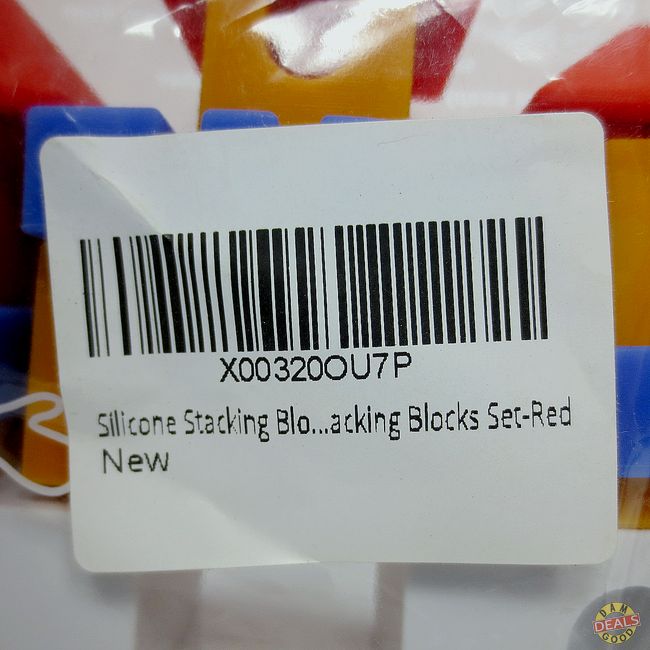 X00320OU7P
Silicone Stacking Blo...acking Blocks Set-Red
New
DAM
DEALS
GOOD